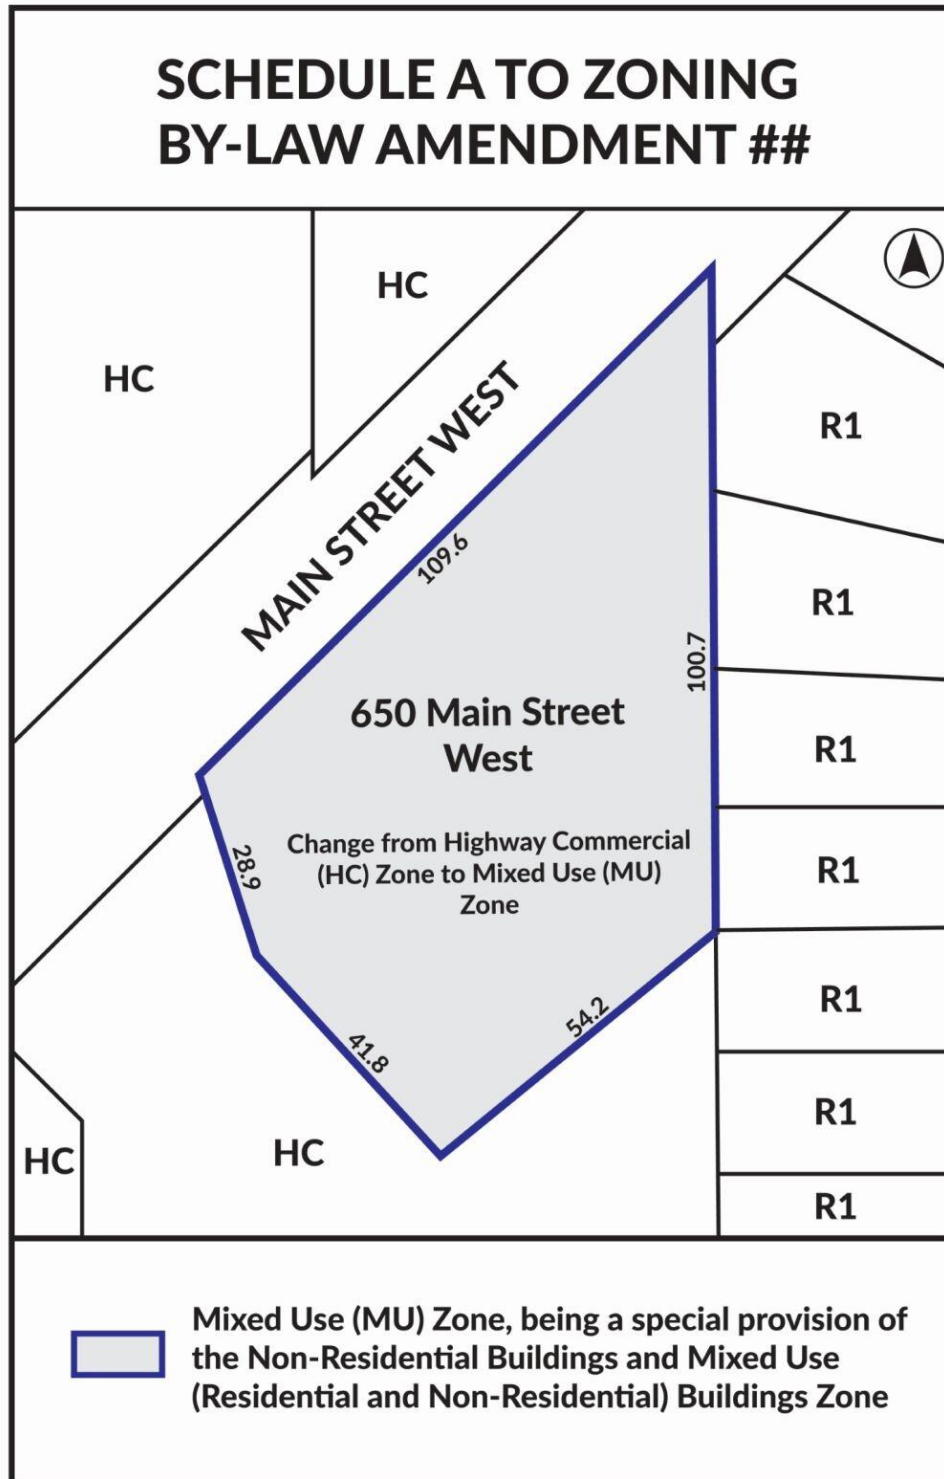 SCHEDULE A TO ZONING
BY-LAW AMENDMENT ##
HC
HC
MAIN STREET WEST
109.6
R1
R1
100.7
650 Main Street
West
R1
Change from Highway Commercial
(HC) Zone to Mixed Use (MU)
Zone
28.9
R1
R1
54.2
41.8
R1
HC
HC
R1
Mixed Use (MU) Zone, being a special provision of
the Non-Residential Buildings and Mixed Use
(Residential and Non-Residential) Buildings Zone